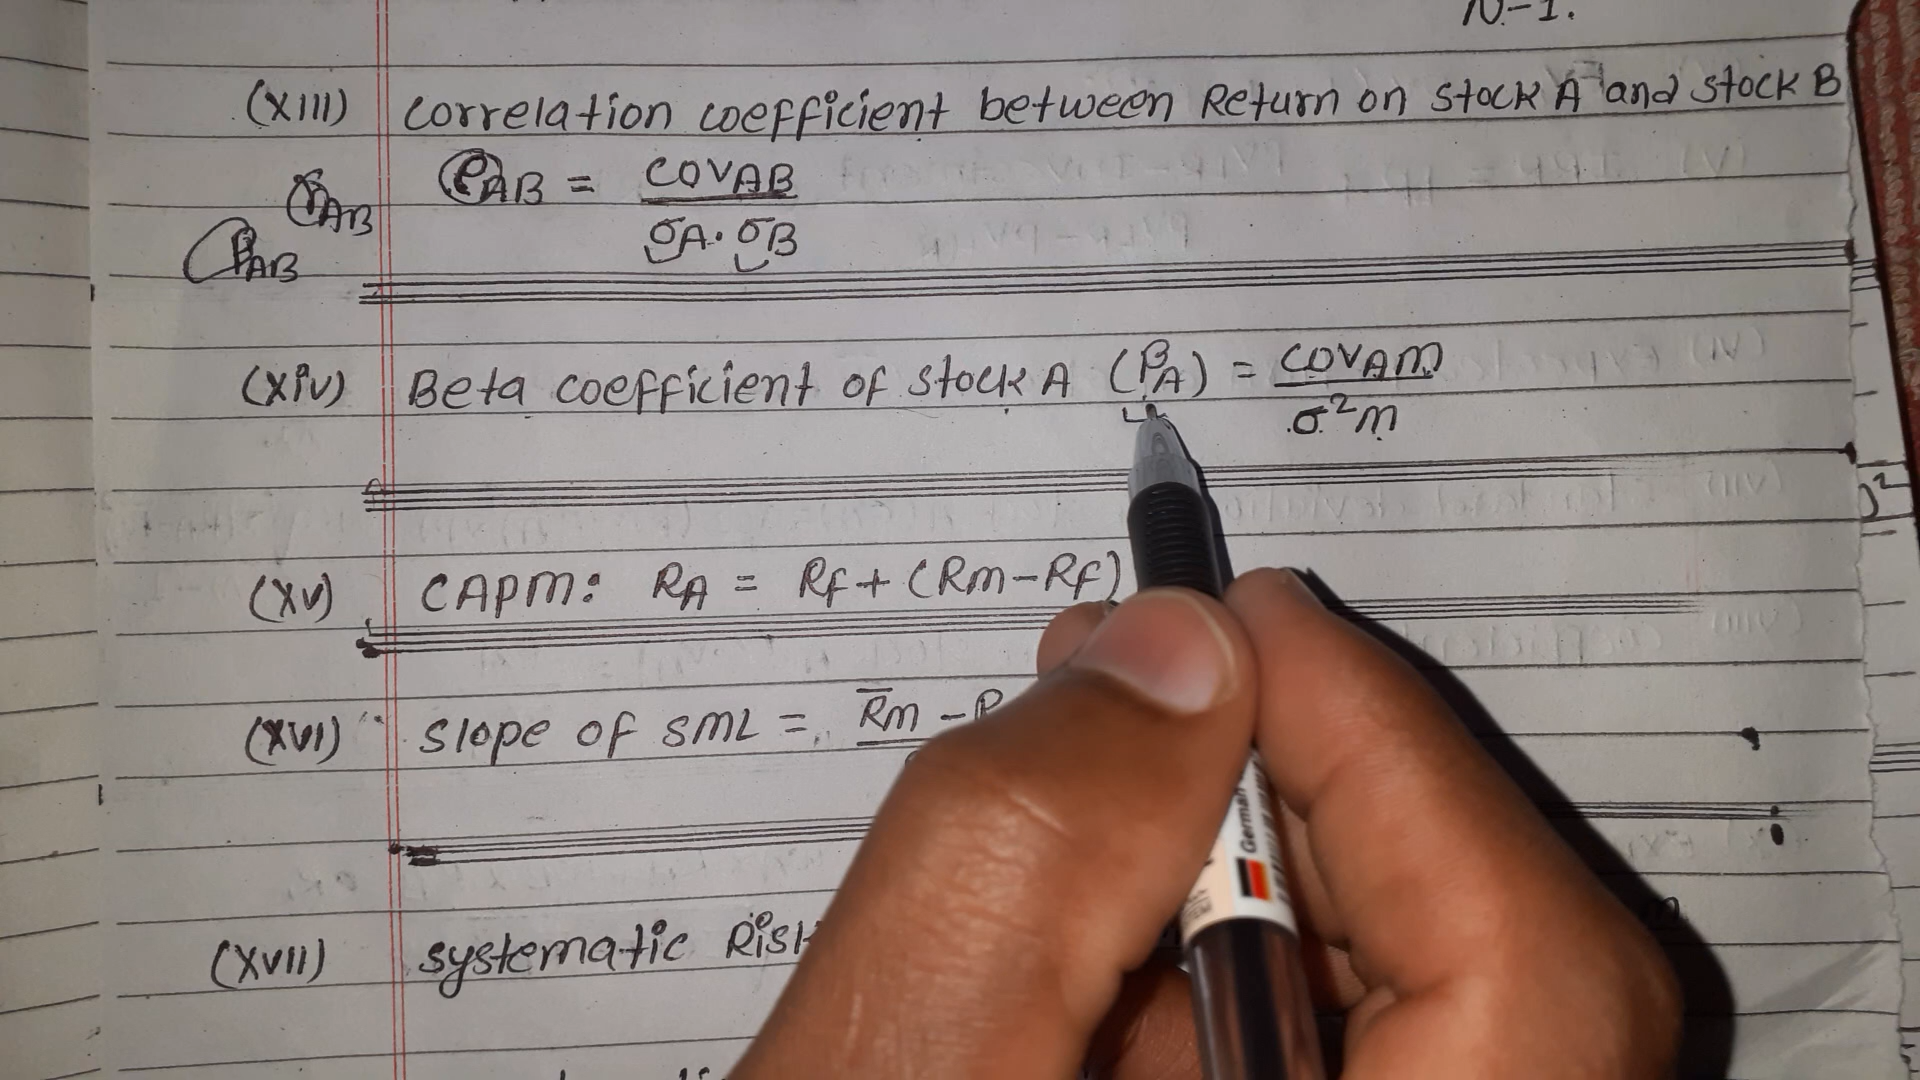 N-1.
(XIII) correlation coefficient between Return on stock A and stock B
ρAB = COVAB / σA. σB
ρAB
ρAB
(xiv) Beta coefficient of stock A (βA) = COVAM / σ²m
(XV) CAPM: RA = RF + (Rm-RF)
(XVI) slope of SML = R̅m -
(XVII) systematic Risk
German